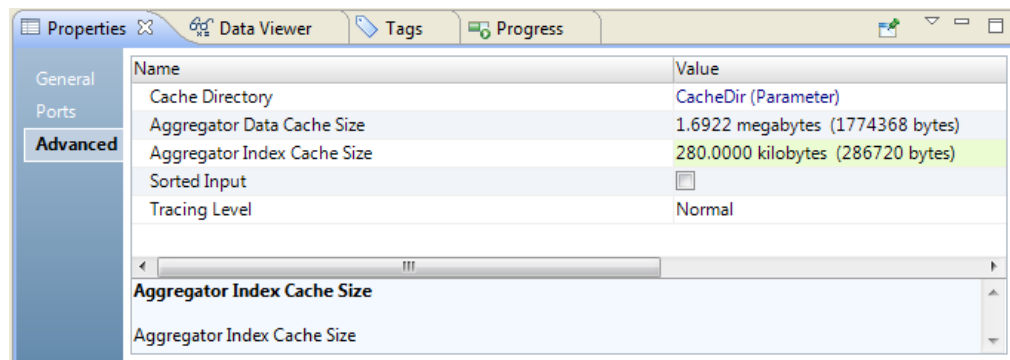 Properties Data Viewer Tags Progress
General
Ports
Advanced
Name Value
Cache Directory CacheDir (Parameter)
Aggregator Data Cache Size 1.6922 megabytes (1774368 bytes)
Aggregator Index Cache Size 280.0000 kilobytes (286720 bytes)
Sorted Input
Tracing Level Normal
Aggregator Index Cache Size
Aggregator Index Cache Size